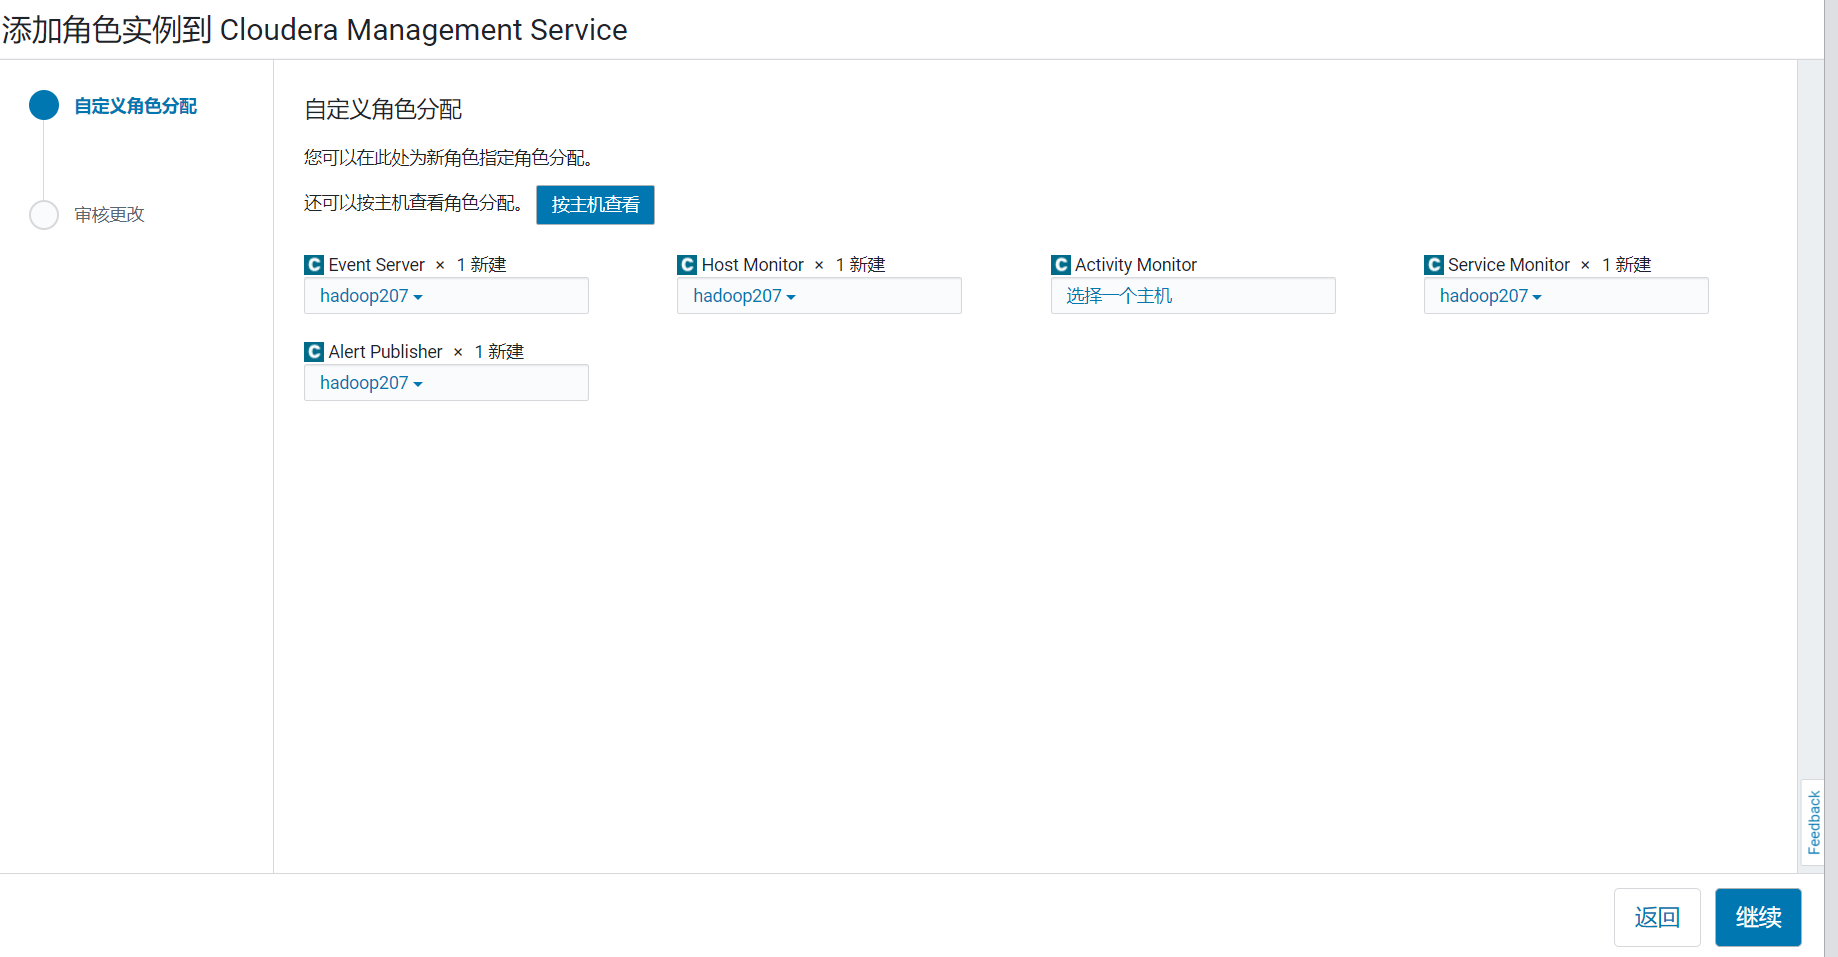 添加角色实例到 Cloudera Management Service
自定义角色分配
审核更改
自定义角色分配
您可以在此处为新角色指定角色分配。
还可以按主机查看角色分配。 按主机查看
C Event Server × 1 新建
hadoop207
C Host Monitor × 1 新建
hadoop207
C Activity Monitor
选择一个主机
C Service Monitor × 1 新建
hadoop207
C Alert Publisher × 1 新建
hadoop207
Feedback
返回 继续